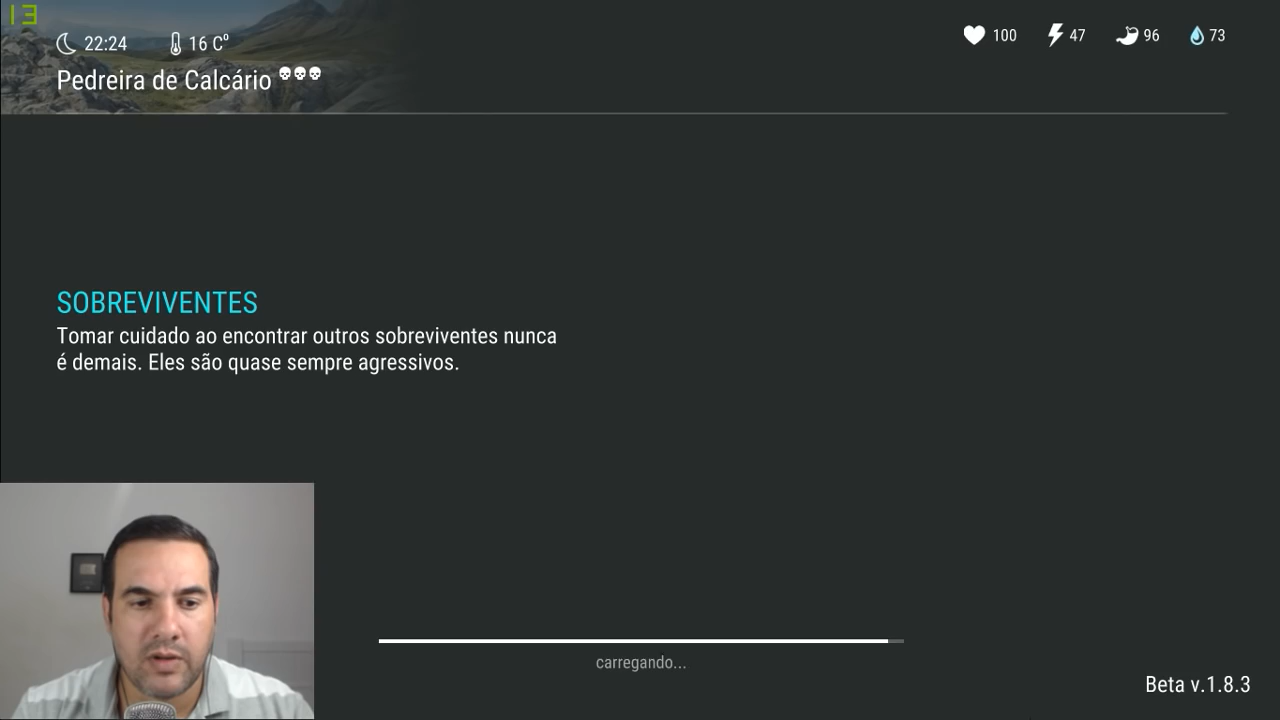 13
22:24
16 Cº
100
47
96
73
Pedreira de Calcário
SOBREVIVENTES
Tomar cuidado ao encontrar outros sobreviventes nunca
é demais. Eles são quase sempre agressivos.
carregando...
Beta v.1.8.3